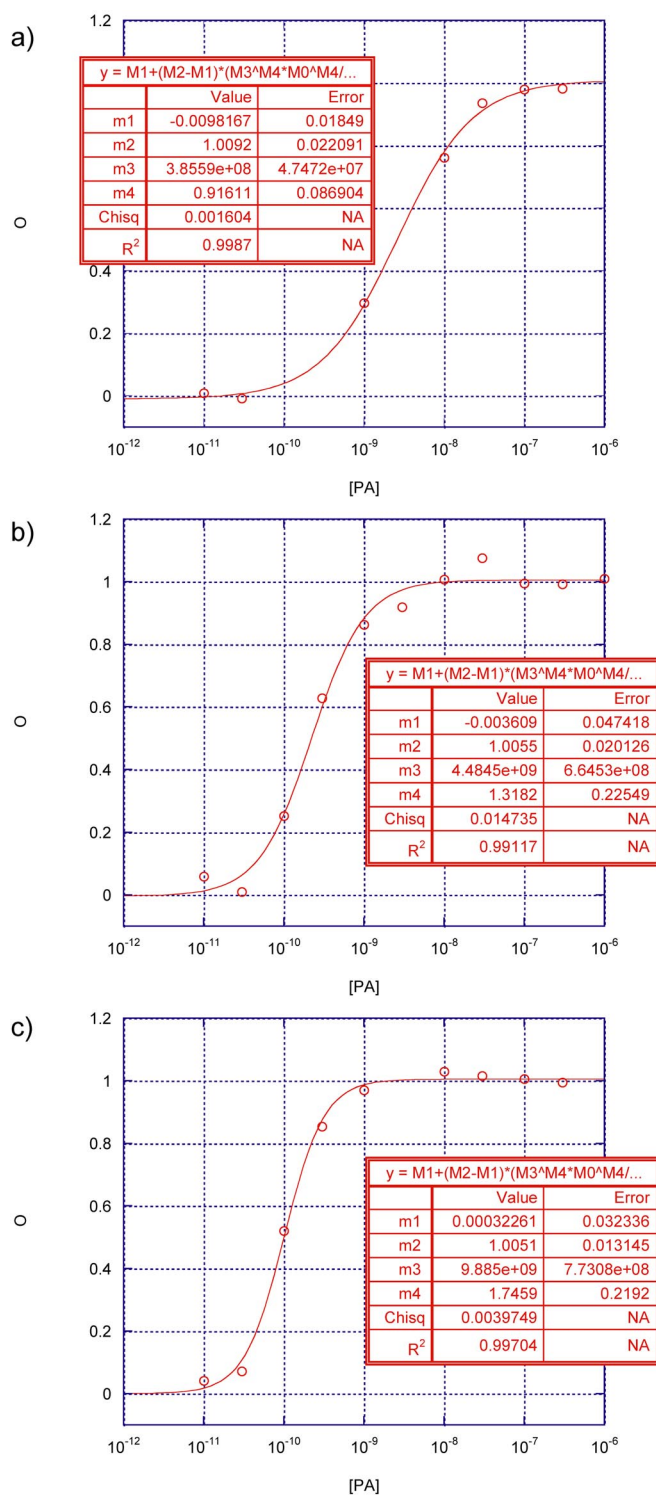 a)
y = M1+(M2-M1)*(M3^M4*M0^M4/...
Value Error
m1 -0.0098167 0.01849
m2 1.0092 0.022091
m3 3.8559e+08 4.7472e+07
m4 0.91611 0.086904
Chisq 0.001604 NA
R² 0.9987 NA
O
0.4
0.2
0
10⁻¹² 10⁻¹¹ 10⁻¹⁰ 10⁻⁹ 10⁻⁸ 10⁻⁷ 10⁻⁶
[PA]
b)
1.2
1
0.8
y = M1+(M2-M1)*(M3^M4*M0^M4/...
Value Error
m1 -0.003609 0.047418
m2 1.0055 0.020126
m3 4.4845e+09 6.6453e+08
m4 1.3182 0.22549
Chisq 0.014735 NA
R² 0.99117 NA
O
0.6
0.4
0.2
0
10⁻¹² 10⁻¹¹ 10⁻¹⁰ 10⁻⁹ 10⁻⁸ 10⁻⁷ 10⁻⁶
[PA]
c)
1.2
1
0.8
y = M1+(M2-M1)*(M3^M4*M0^M4/...
Value Error
m1 0.00032261 0.032336
m2 1.0051 0.013145
m3 9.885e+09 7.7308e+08
m4 1.7459 0.2192
Chisq 0.0039749 NA
R² 0.99704 NA
O
0.6
0.4
0.2
0
10⁻¹² 10⁻¹¹ 10⁻¹⁰ 10⁻⁹ 10⁻⁸ 10⁻⁷ 10⁻⁶
[PA]